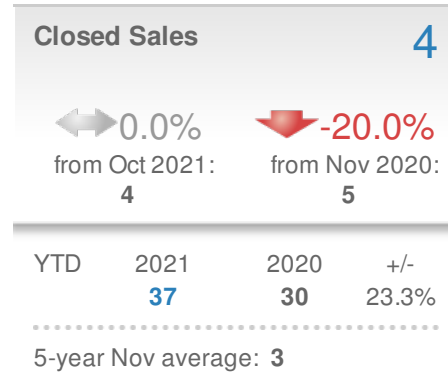 Closed Sales 4
0.0% -20.0%
from Oct 2021: from Nov 2020:
4 5
YTD 2021 2020 +/-
37 30 23.3%
5-year Nov average: 3